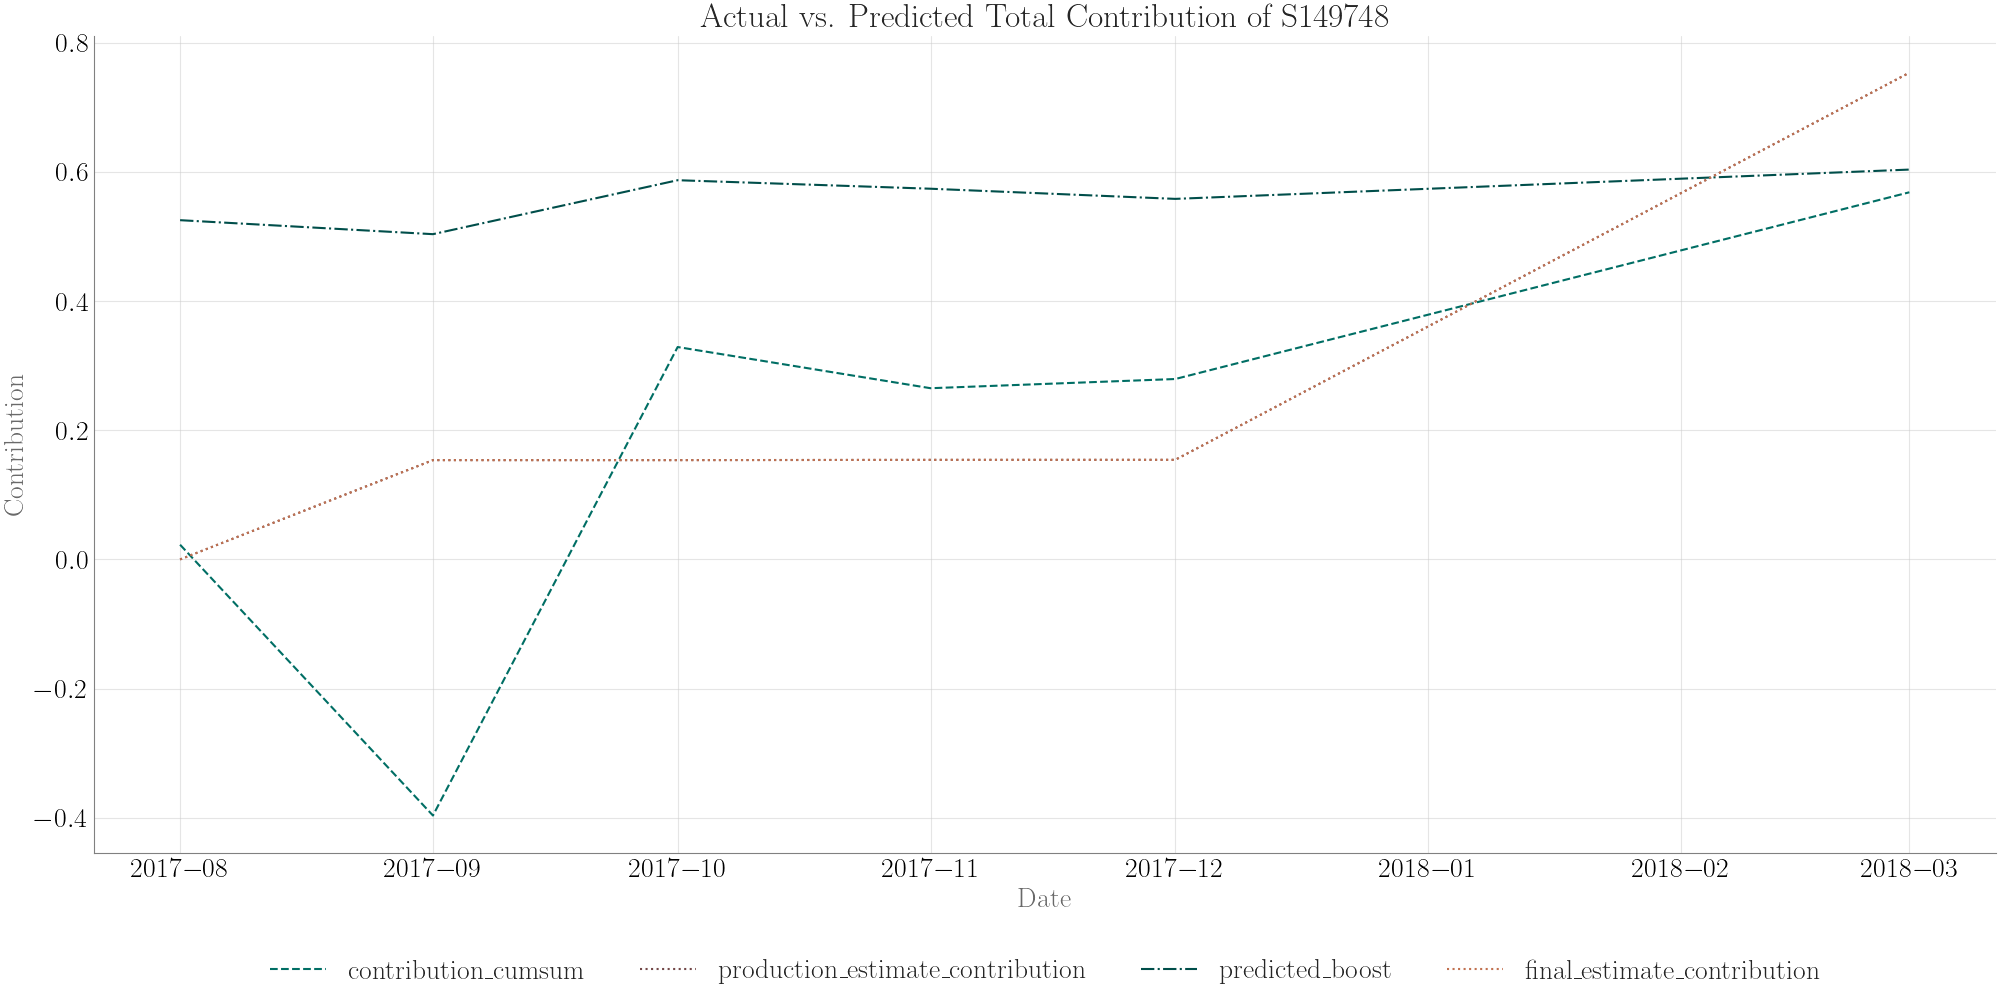 Actual vs. Predicted Total Contribution of S149748
0.8
0.6
0.4
0.2
0.0
−0.2
−0.4
Contribution
2017−08 2017−09 2017−10 2017−11 2017−12 2018−01 2018−02 2018−03
Date
contribution_cumsum production_estimate_contribution predicted_boost final_estimate_contribution